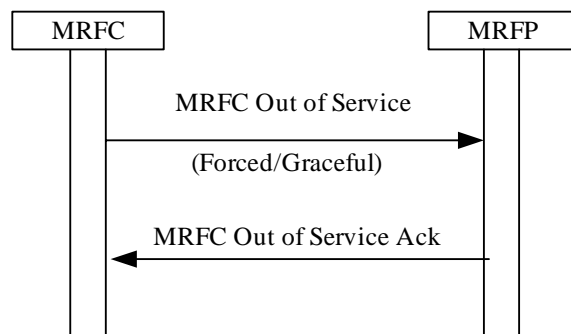 MRFC
MRFP
MRFC Out of Service
(Forced/Graceful)
MRFC Out of Service Ack